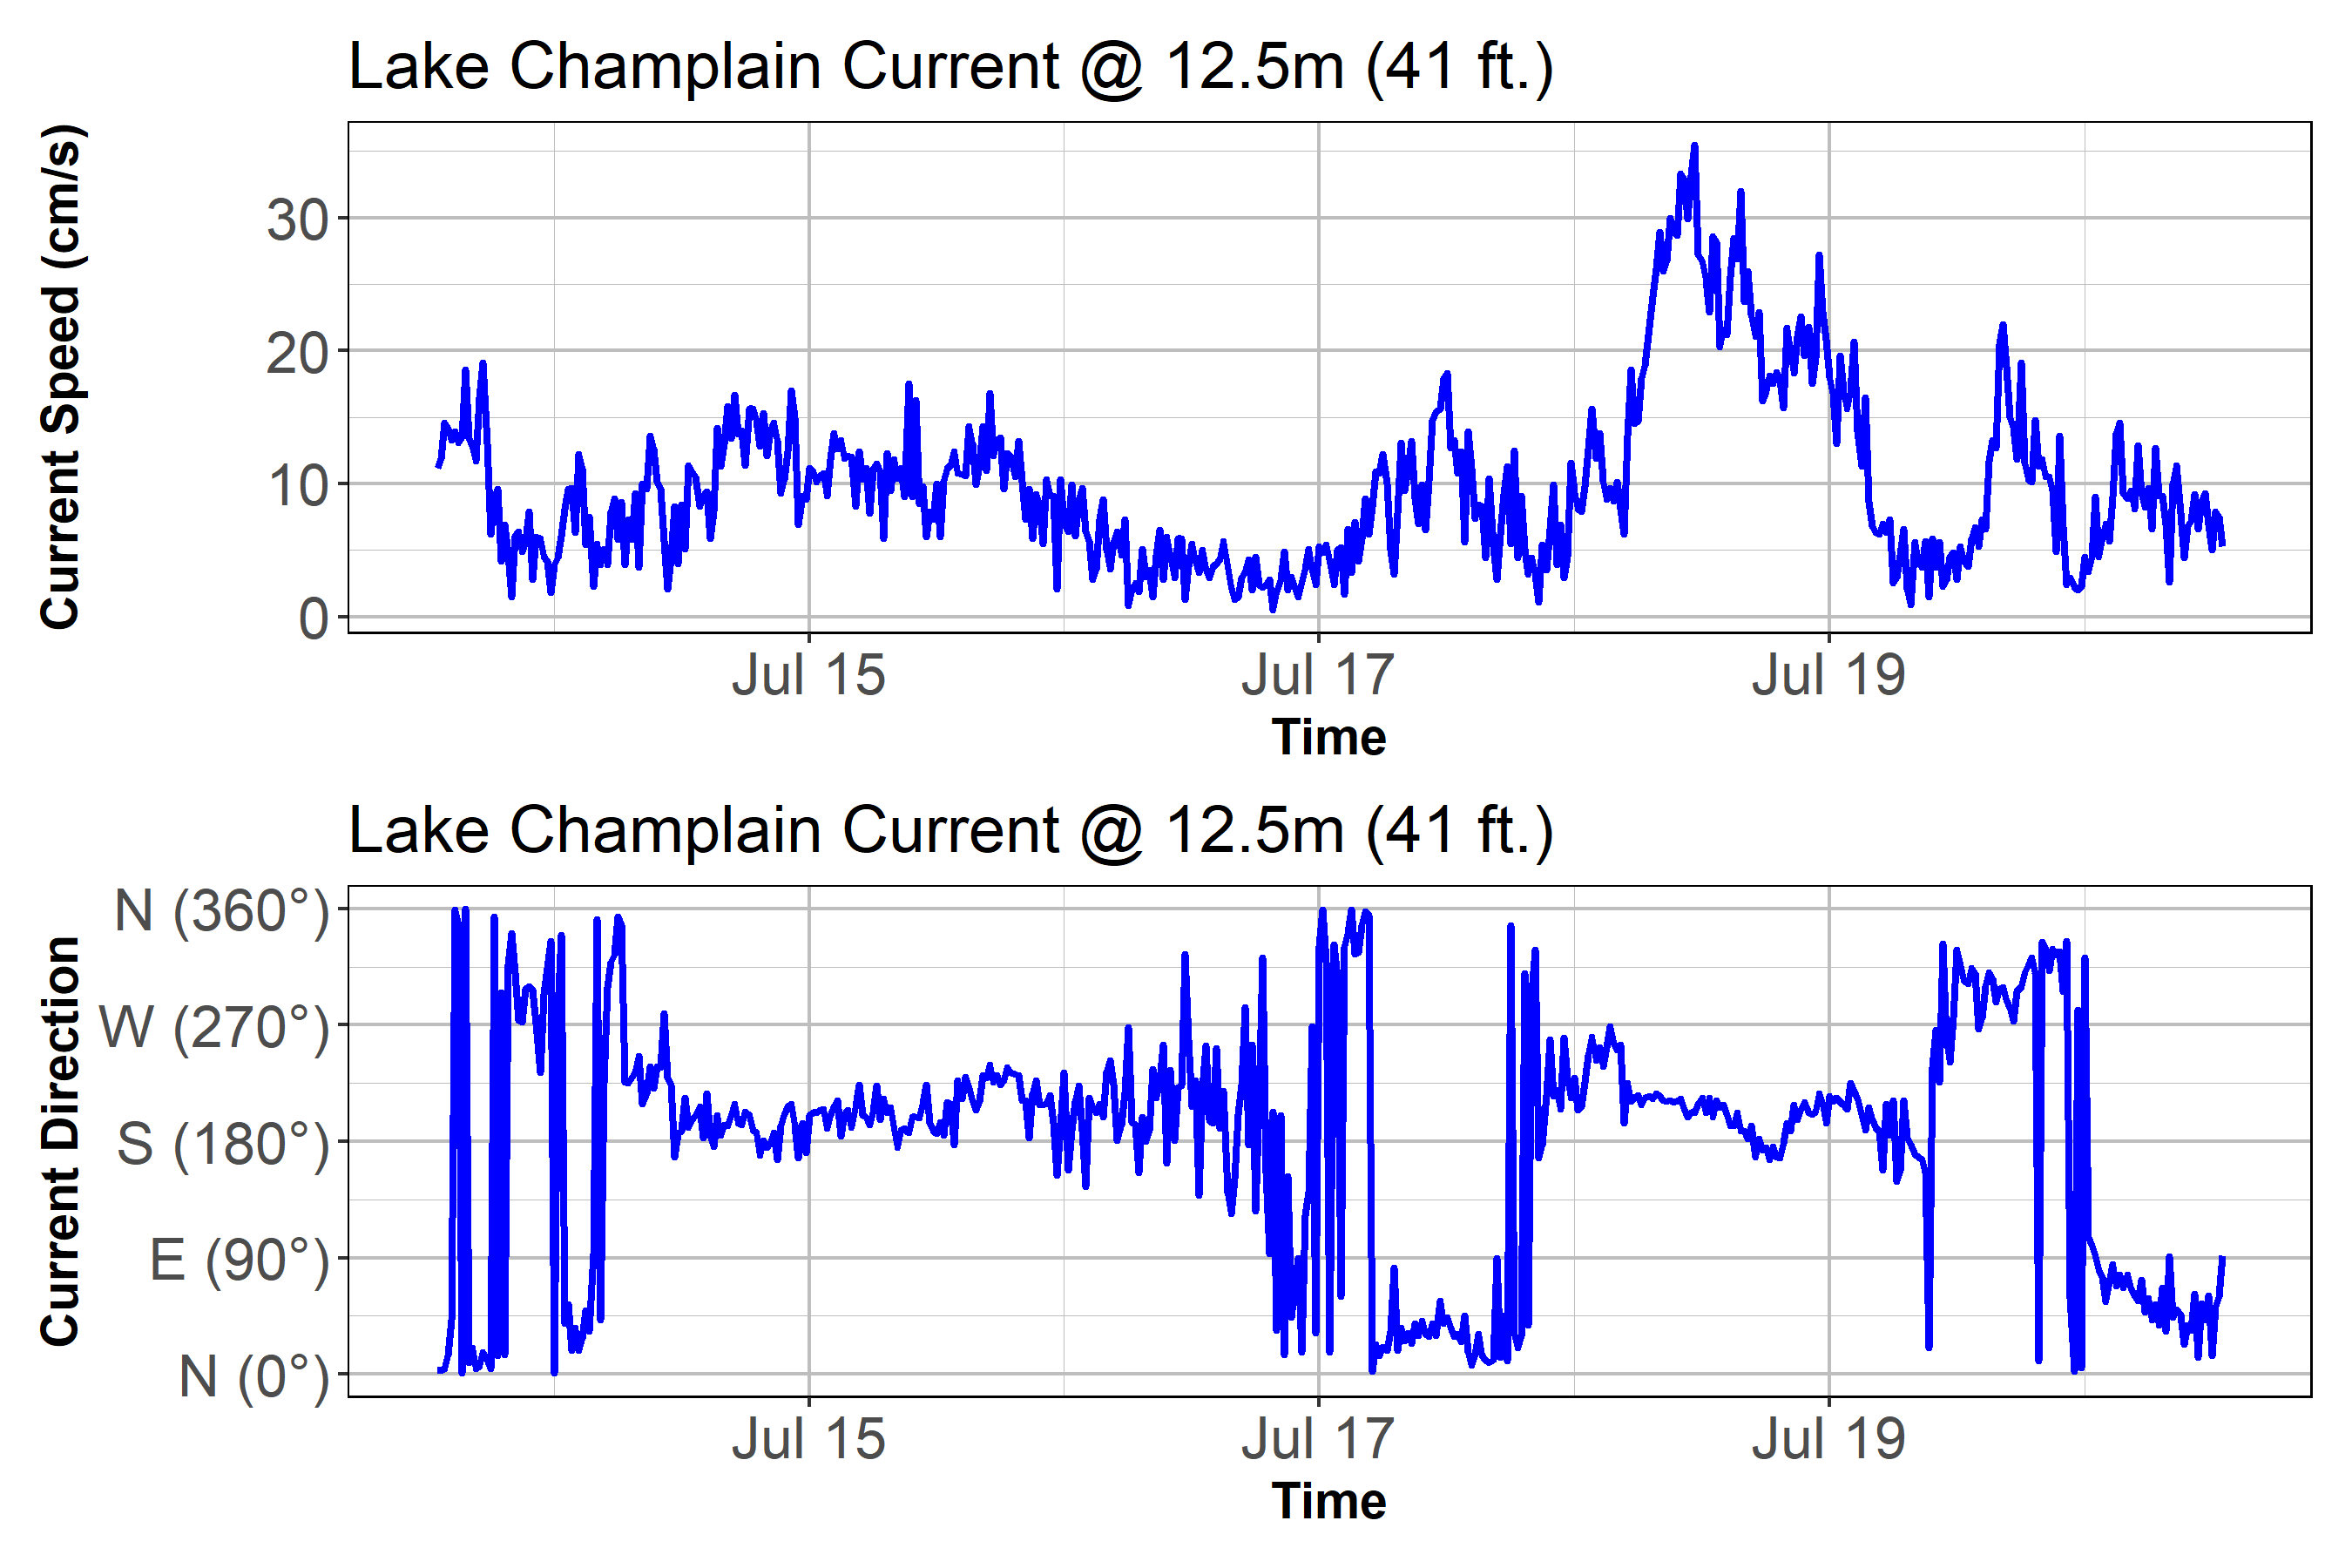 Lake Champlain Current @ 12.5m (41 ft.)
Current Speed (cm/s)
30
20
10
0
Jul 15 Jul 17 Jul 19
Time
Lake Champlain Current @ 12.5m (41 ft.)
Current Direction
N (360°)
W (270°)
S (180°)
E (90°)
N (0°)
Jul 15 Jul 17 Jul 19
Time